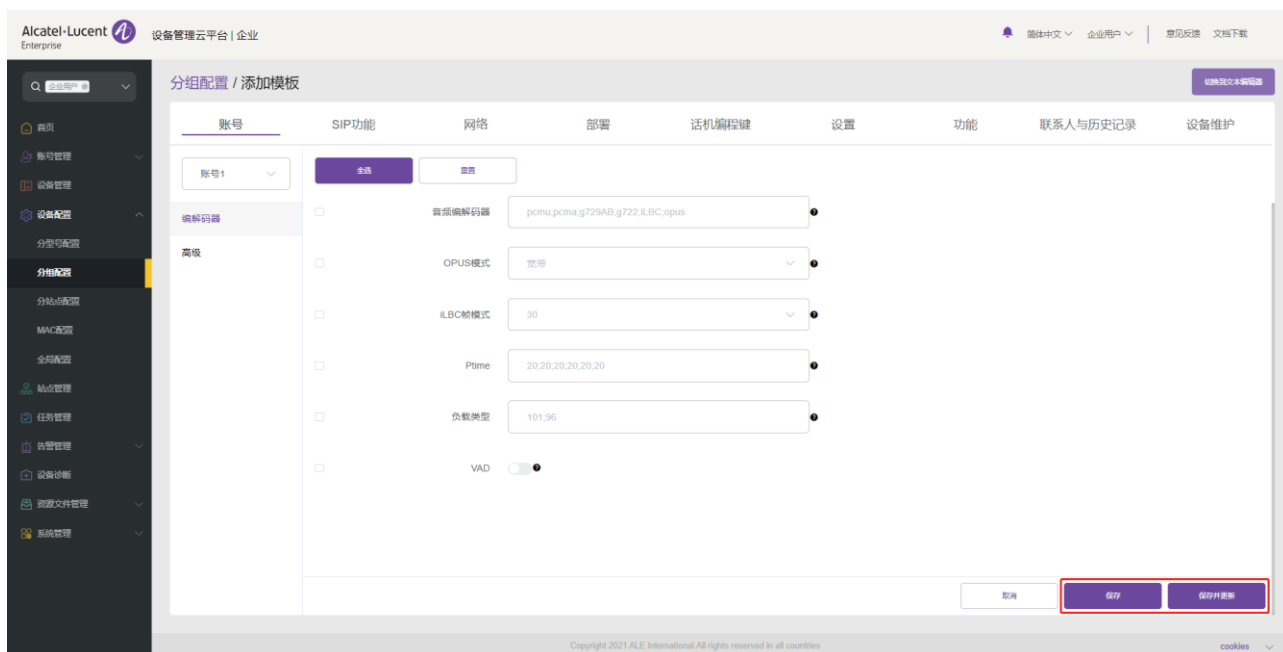 Alcatel·Lucent
Enterprise
设备管理云平台 | 企业
简体中文
企业用户
意见反馈
文档下载
企业用户
分组配置 / 添加模板
切换到文本编辑器
首页
账号管理
设备管理
设备配置
分型号配置
分组配置
分站点配置
MAC配置
全局配置
站点管理
任务管理
告警管理
设备诊断
资源文件管理
系统管理
账号
SIP功能
网络
部署
话机编程键
设置
功能
联系人与历史记录
设备维护
账号1
编解码器
高级
全选
重置
音频编解码器
pcmu;pcma;g729AB;g722;iLBC;opus
OPUS模式
宽带
iLBC帧模式
30
Ptime
20;20;20;20;20;20
负载类型
101;96
VAD
取消
保存
保存并更新
Copyright 2021 ALE International.All rights reserved in all countries
cookies